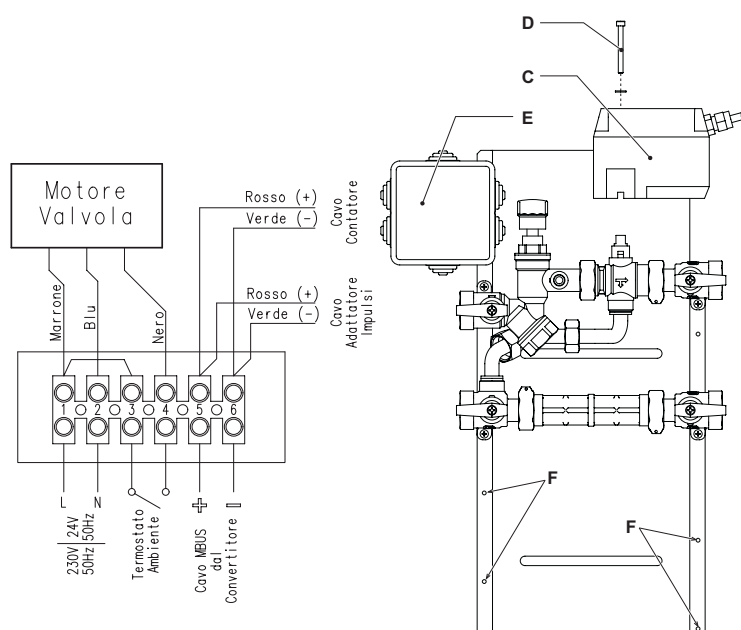 D
C
E
Motore
Valvola
Rosso (+)
Verde (-)
Cavo
Contatore
Rosso (+)
Verde (-)
Cavo
Adattatore
Impulsi
Marrone
Blu
Nero
1 2 3 4 5 6
L N
230V 24V
50Hz 50Hz
Termostato
Ambiente
+ -
Cavo MBUS
dal
Convertitore
F
F